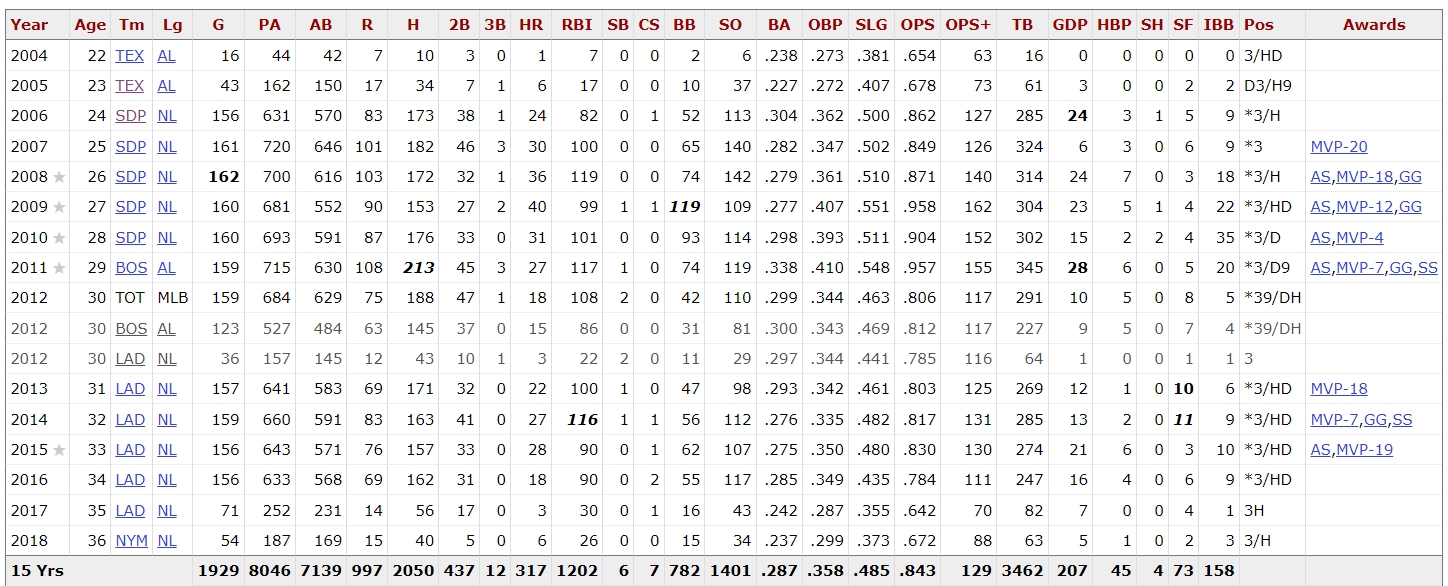 Year Age Tm Lg G PA AB R H 2B 3B HR RBI SB CS BB SO BA OBP SLG OPS OPS+ TB GDP HBP SH SF IBB Pos Awards
2004 22 TEX AL 16 44 42 7 10 3 0 1 7 0 0 2 6 .238 .273 .381 .654 63 16 0 0 0 0 0 3/HD
2005 23 TEX AL 43 162 150 17 34 7 1 6 17 0 0 10 37 .227 .272 .407 .678 73 61 3 0 0 2 2 D3/H9
2006 24 SDP NL 156 631 570 83 173 38 1 24 82 0 1 52 113 .304 .362 .500 .862 127 285 24 3 1 5 9 *3/H
2007 25 SDP NL 161 720 646 101 182 46 3 30 100 0 0 65 140 .282 .347 .502 .849 126 324 6 3 0 6 9 *3 MVP-20
2008 ★ 26 SDP NL 162 700 616 103 172 32 1 36 119 0 0 74 142 .279 .361 .510 .871 140 314 24 7 0 3 18 *3/H AS,MVP-18,GG
2009 ★ 27 SDP NL 160 681 552 90 153 27 2 40 99 1 1 119 109 .277 .407 .551 .958 162 304 23 5 1 4 22 *3/HD AS,MVP-12,GG
2010 ★ 28 SDP NL 160 693 591 87 176 33 0 31 101 0 0 93 114 .298 .393 .511 .904 152 302 15 2 2 4 35 *3/D AS,MVP-4
2011 ★ 29 BOS AL 159 715 630 108 213 45 3 27 117 1 0 74 119 .338 .410 .548 .957 155 345 28 6 0 5 20 *3/D9 AS,MVP-7,GG,SS
2012 30 TOT MLB 159 684 629 75 188 47 1 18 108 2 0 42 110 .299 .344 .463 .806 117 291 10 5 0 8 5 *39/DH
2012 30 BOS AL 123 527 484 63 145 37 0 15 86 0 0 31 81 .300 .343 .469 .812 117 227 9 5 0 7 4 *39/DH
2012 30 LAD NL 36 157 145 12 43 10 1 3 22 2 0 11 29 .297 .344 .441 .785 116 64 1 0 0 1 1 3
2013 31 LAD NL 157 641 583 69 171 32 0 22 100 1 0 47 98 .293 .342 .461 .803 125 269 12 1 0 10 6 *3/HD MVP-18
2014 32 LAD NL 159 660 591 83 163 41 0 27 116 1 1 56 112 .276 .335 .482 .817 131 285 13 2 0 11 9 *3/HD MVP-7,GG,SS
2015 ★ 33 LAD NL 156 643 571 76 157 33 0 28 90 0 1 62 107 .275 .350 .480 .830 130 274 21 6 0 3 10 *3/HD AS,MVP-19
2016 34 LAD NL 156 633 568 69 162 31 0 18 90 0 2 55 117 .285 .349 .435 .784 111 247 16 4 0 6 9 *3/HD
2017 35 LAD NL 71 252 231 14 56 17 0 3 30 0 1 16 43 .242 .287 .355 .642 70 82 7 0 0 4 1 3H
2018 36 NYM NL 54 187 169 15 40 5 0 6 26 0 0 15 34 .237 .299 .373 .672 88 63 5 1 0 2 3 3/H
15 Yrs 1929 8046 7139 997 2050 437 12 317 1202 6 7 782 1401 .287 .358 .485 .843 129 3462 207 45 4 73 158